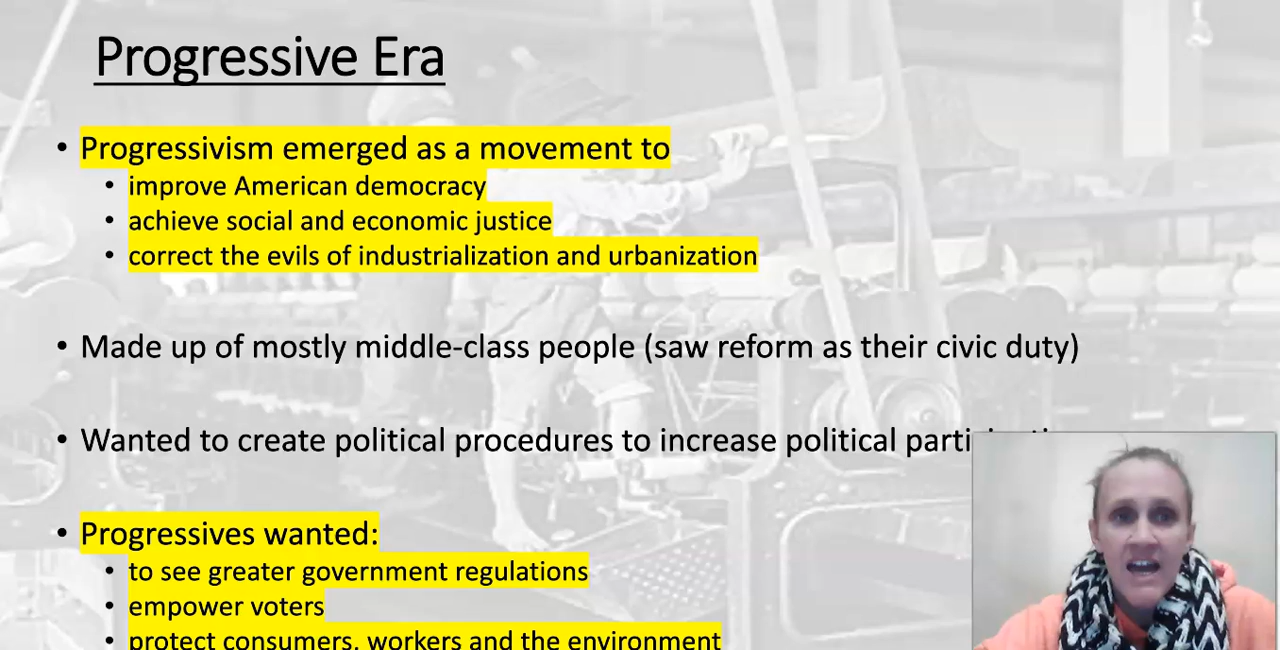 Progressive Era
• Progressivism emerged as a movement to
• improve American democracy
• achieve social and economic justice
• correct the evils of industrialization and urbanization
• Made up of mostly middle-class people (saw reform as their civic duty)
• Wanted to create political procedures to increase political
• Progressives wanted:
• to see greater government regulations
• empower voters
• protect consumers, workers and the environment